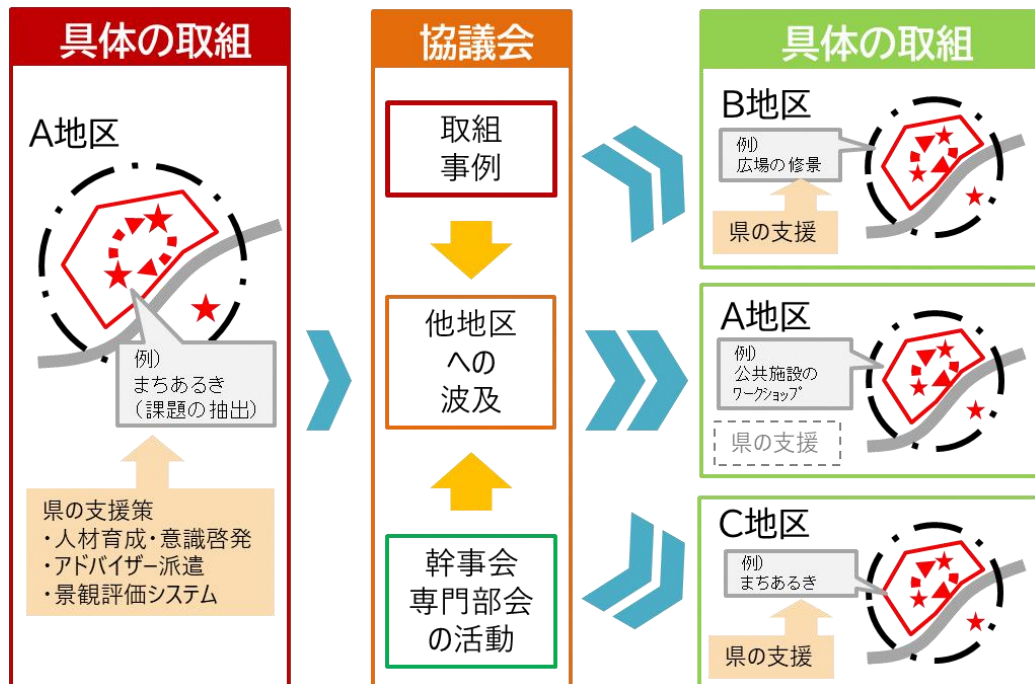 具体の取組
A地区
例)
まちあるき
(課題の抽出)
県の支援策
・人材育成・意識啓発
・アドバイザー派遣
・景観評価システム
協議会
取組
事例
他地区
への
波及
幹事会
専門部会
の活動
具体の取組
B地区
例)
広場の修景
県の支援
A地区
例)
公共施設の
ワークショップ
県の支援
C地区
例)
まちあるき
県の支援